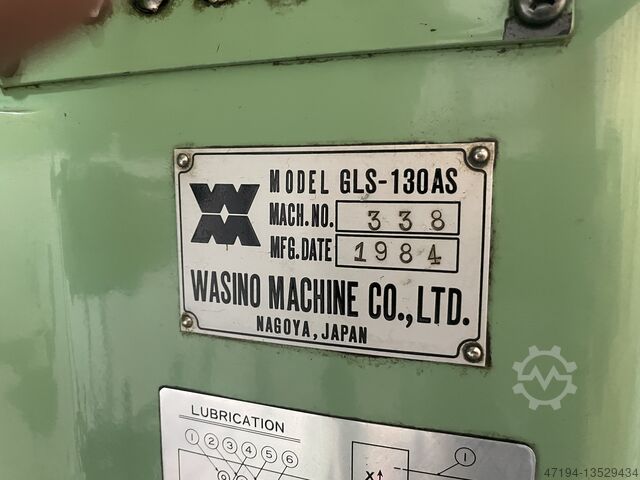 MODEL GLS-130AS
MACH.NO. 338
MFG.DATE 1984
WASINO MACHINE CO.,LTD.
NAGOYA, JAPAN
LUBRICATION
1 2 3 4 5 6
1
X
47194-13529434